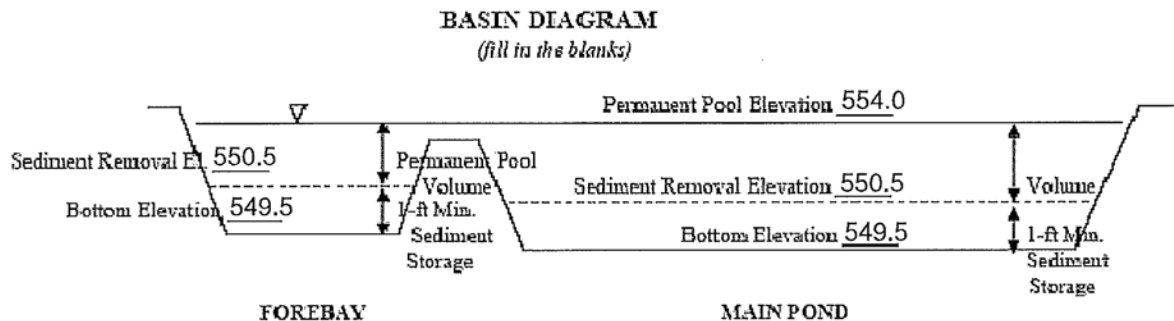 BASIN DIAGRAM
(fill in the blanks)
Permanent Pool Elevation 554.0
Sediment Removal El. 550.5
Permanent Pool
Volume
Sediment Removal Elevation 550.5
Volume
Bottom Elevation 549.5
1-ft Min.
Sediment
Storage
Bottom Elevation 549.5
1-ft Min.
Sediment
Storage
FOREBAY
MAIN POND